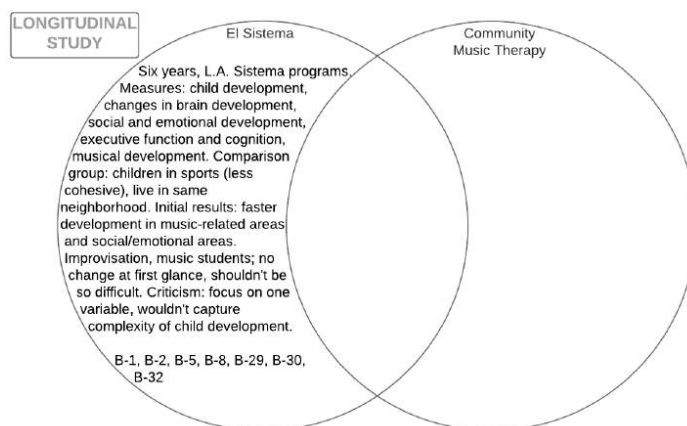 LONGITUDINAL
STUDY
El Sistema
Community
Music Therapy
Six years, L.A. Sistema programs,
Measures: child development,
changes in brain development,
social and emotional development,
executive function and cognition,
musical development. Comparison
group: children in sports (less
cohesive), live in same
neighborhood. Initial results: faster
development in music-related areas
and social/emotional areas.
Improvisation, music students; no
change at first glance, shouldn't be
so difficult. Criticism: focus on one
variable, wouldn't capture
complexity of child development.
B-1, B-2, B-5, B-8, B-29, B-30,
B-32